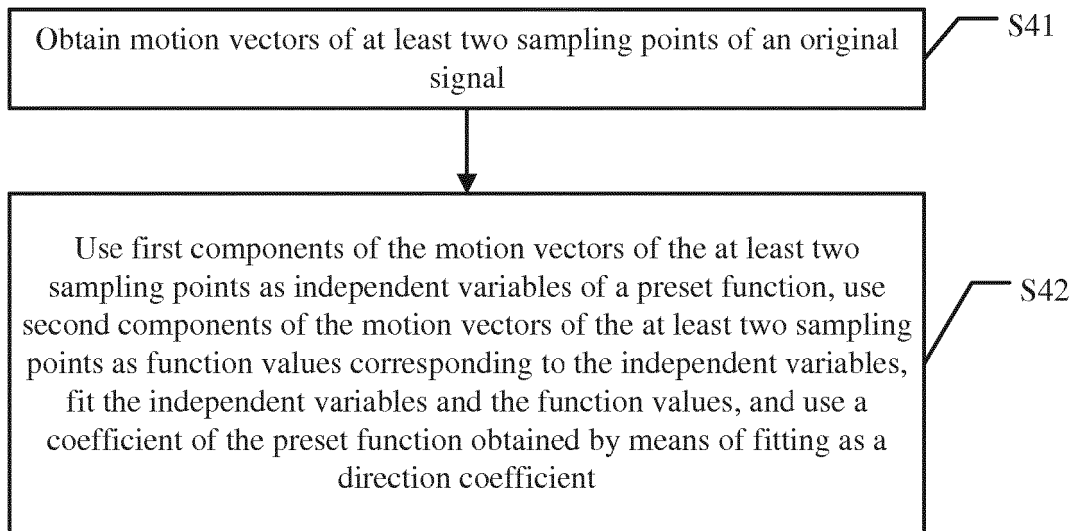 Obtain motion vectors of at least two sampling points of an original
signal
S41
Use first components of the motion vectors of the at least two
sampling points as independent variables of a preset function, use
second components of the motion vectors of the at least two sampling
points as function values corresponding to the independent variables,
fit the independent variables and the function values, and use a
coefficient of the preset function obtained by means of fitting as a
direction coefficient
S42